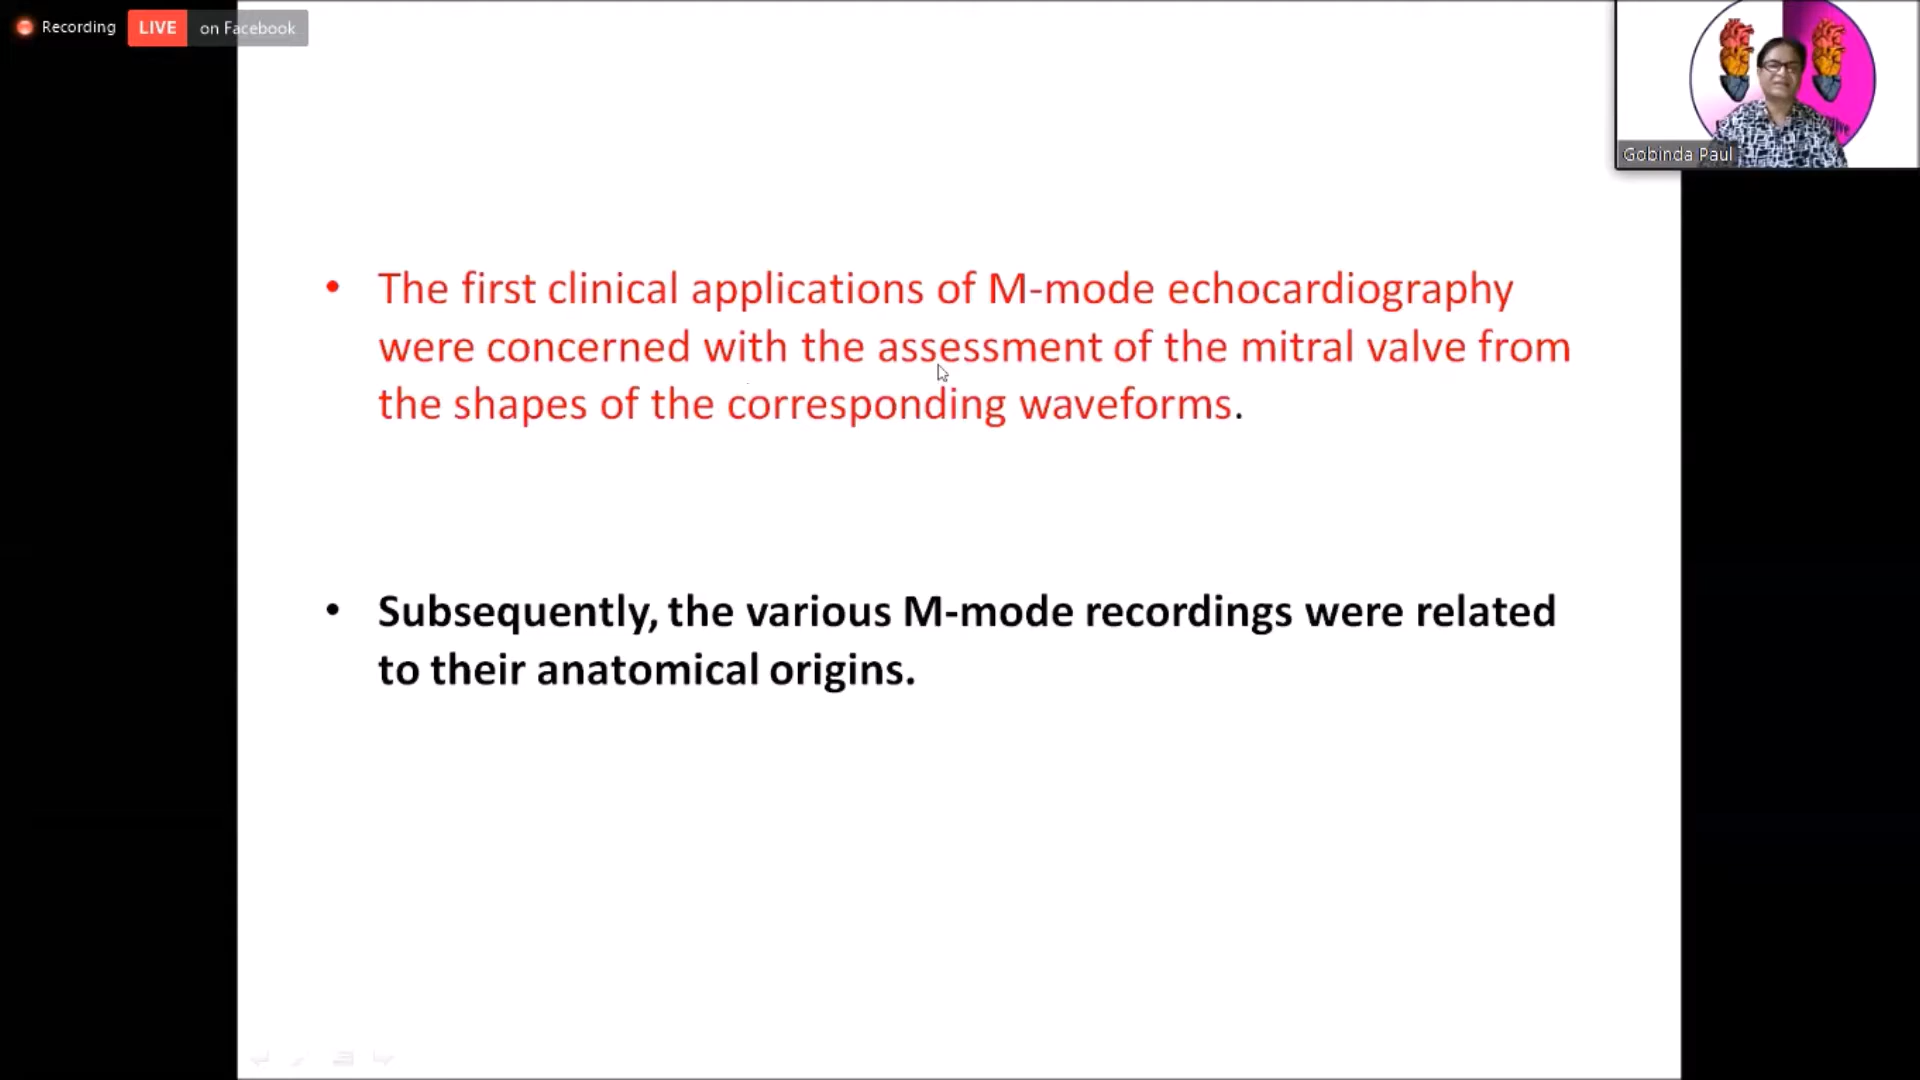 Recording LIVE on Facebook
Gobinda Paul
• The first clinical applications of M-mode echocardiography
were concerned with the assessment of the mitral valve from
the shapes of the corresponding waveforms.
• Subsequently, the various M-mode recordings were related
to their anatomical origins.